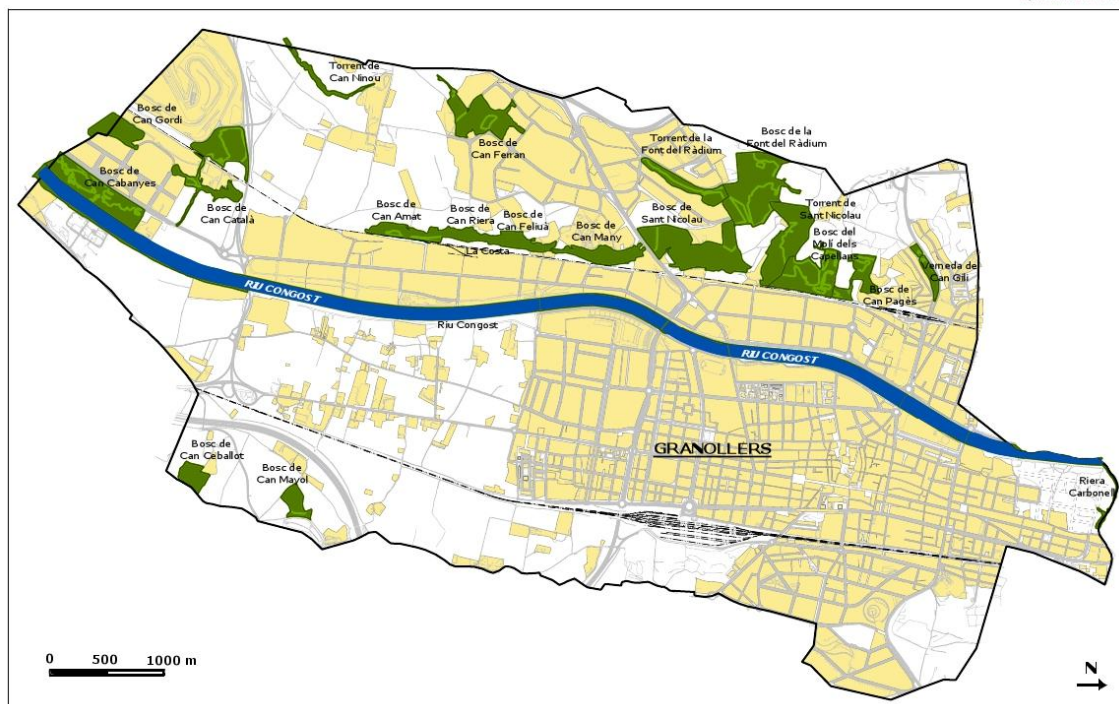 Torrent de
Can Ninou
Bosc de
Can Gordi
Bosc de
Can Ferran
Torrent de la
Font del Ràdium
Bosc de la
Font del Ràdium
Bosc de
Can Cabanyes
Bosc de
Can Català
Bosc de
Can Amat
Bosc de
Can Riera
Bosc de
Can Feliuà
Bosc de
Can Many
Bosc de
Sant Nicolau
Torrent de
Sant Nicolau
Bosc del
Molí dels
Capellans
La Costa
Verneda de
Can Gili
Bosc de
Can Pagès
RIU CONGOST
Riu Congost
RIU CONGOST
GRANOLLERS
Bosc de
Can Ceballot
Bosc de
Can Mayol
Riera
Carbonell
0 500 1000 m
N